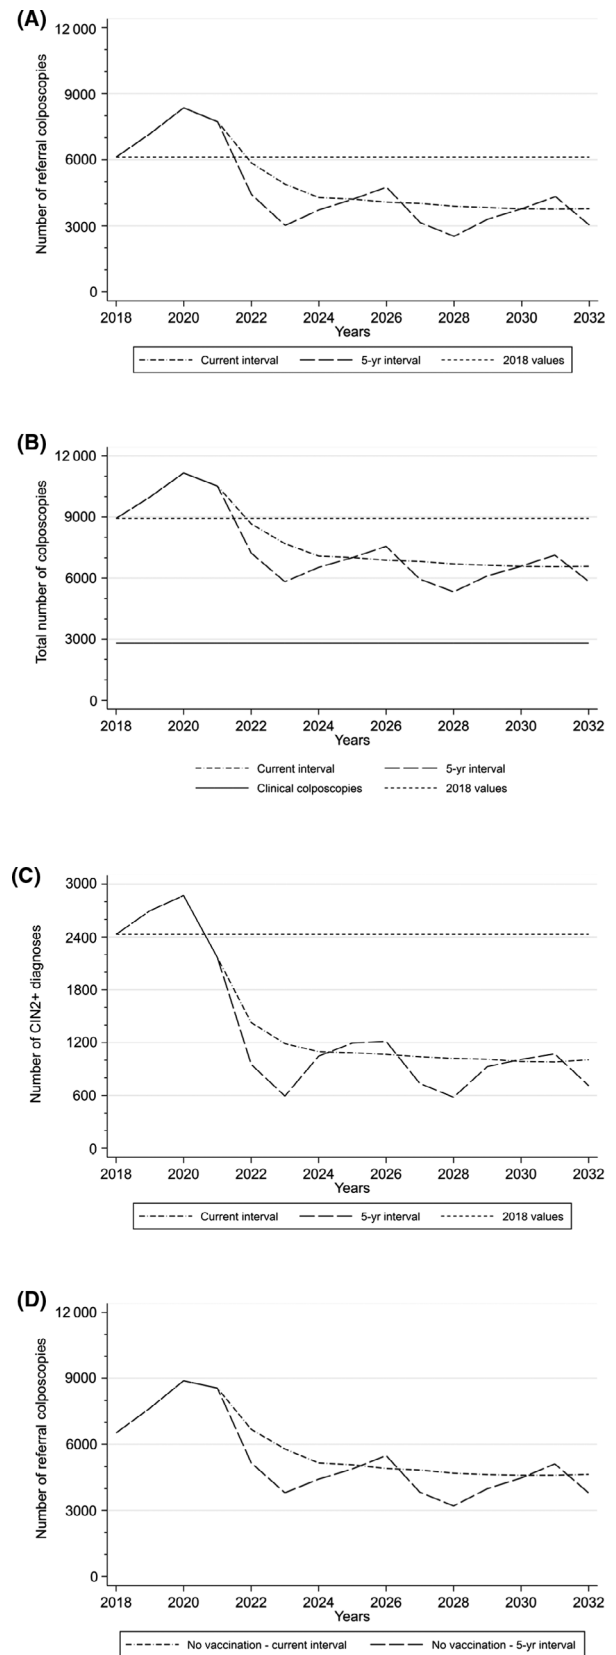 (A)
Number of referral colposcopies
12 000
9000
6000
3000
0
2018 2020 2022 2024 2026 2028 2030 2032
Years
Current interval 5-yr interval 2018 values
(B)
Total number of colposcopies
12 000
9000
6000
3000
0
2018 2020 2022 2024 2026 2028 2030 2032
Years
Current interval 5-yr interval
Clinical colposcopies 2018 values
(C)
Number of CIN2+ diagnoses
3000
2400
1800
1200
600
0
2018 2020 2022 2024 2026 2028 2030 2032
Years
Current interval 5-yr interval 2018 values
(D)
Number of referral colposcopies
12 000
9000
6000
3000
0
2018 2020 2022 2024 2026 2028 2030 2032
Years
No vaccination - current interval No vaccination - 5-yr interval